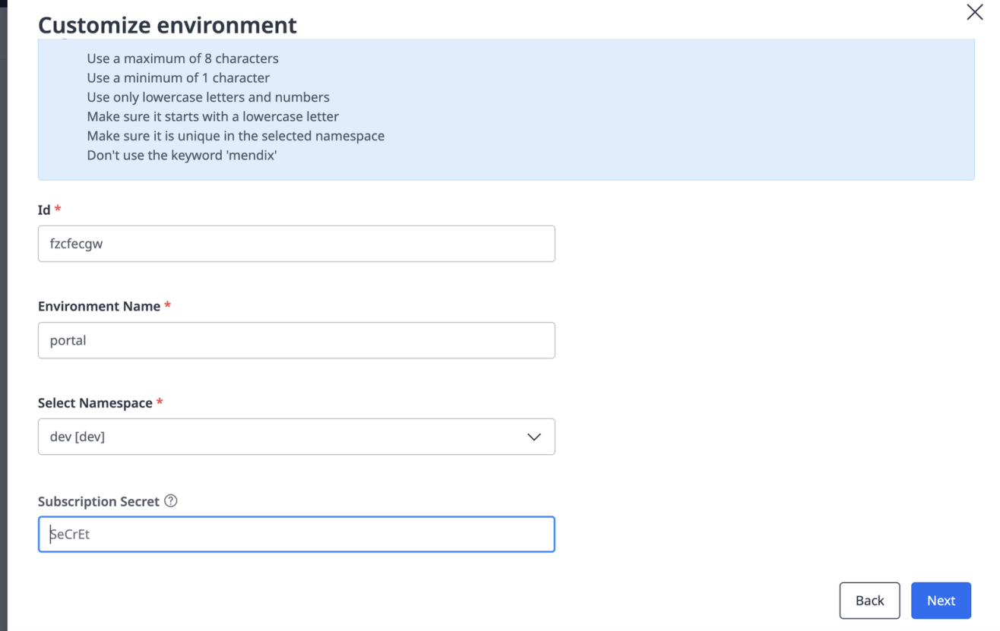 Customize environment
Use a maximum of 8 characters
Use a minimum of 1 character
Use only lowercase letters and numbers
Make sure it starts with a lowercase letter
Make sure it is unique in the selected namespace
Don't use the keyword 'mendix'
Id *
fzcfecgw
Environment Name *
portal
Select Namespace *
dev [dev]
Subscription Secret ?
SeCrEt
Back Next